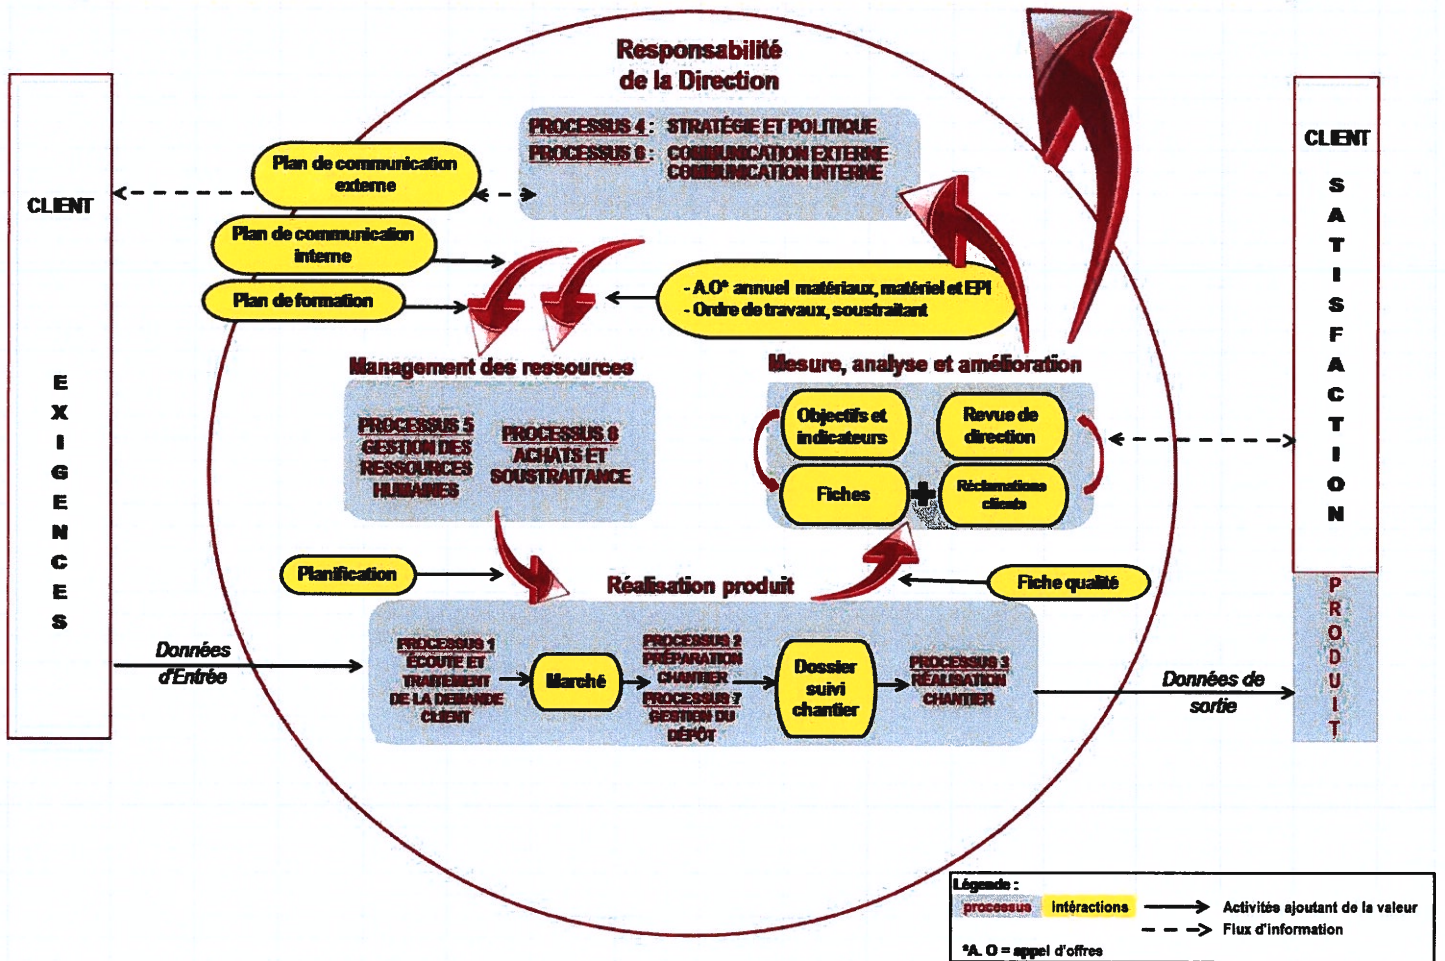 Responsabilité
de la Direction
PROCESSUS 4 : STRATÉGIE ET POLITIQUE
PROCESSUS 6 : COMMUNICATION EXTERNE
COMMUNICATION INTERNE
CLIENT
EXIGENCES
Plan de communication
externe
Plan de communication
interne
Plan de formation
- A.O* annuel matériaux, matériel et EPI
- Ordre de travaux, soustraitant
Management des ressources
PROCESSUS 5
GESTION DES
RESSOURCES
HUMAINES
PROCESSUS 8
ACHATS ET
SOUSTRAITANCE
Mesure, analyse et amélioration
Objectifs et
indicateurs
Revue de
direction
Fiches
+
Réclamations
clients
Planification
Réalisation produit
Fiche qualité
Données
d'Entrée
PROCESSUS 1
ÉCOUTE ET
TRAITEMENT
DE LA DEMANDE
CLIENT
Marché
PROCESSUS 2
PRÉPARATION
CHANTIER
PROCESSUS 7
GESTION DU
DÉPÔT
Dossier
suivi
chantier
PROCESSUS 3
RÉALISATION
CHANTIER
Données de
sortie
CLIENT
SATISFACTION
PRODUIT
Légende :
processus
Intéractions
Activités ajoutant de la valeur
Flux d'information
*A. O = appel d'offres